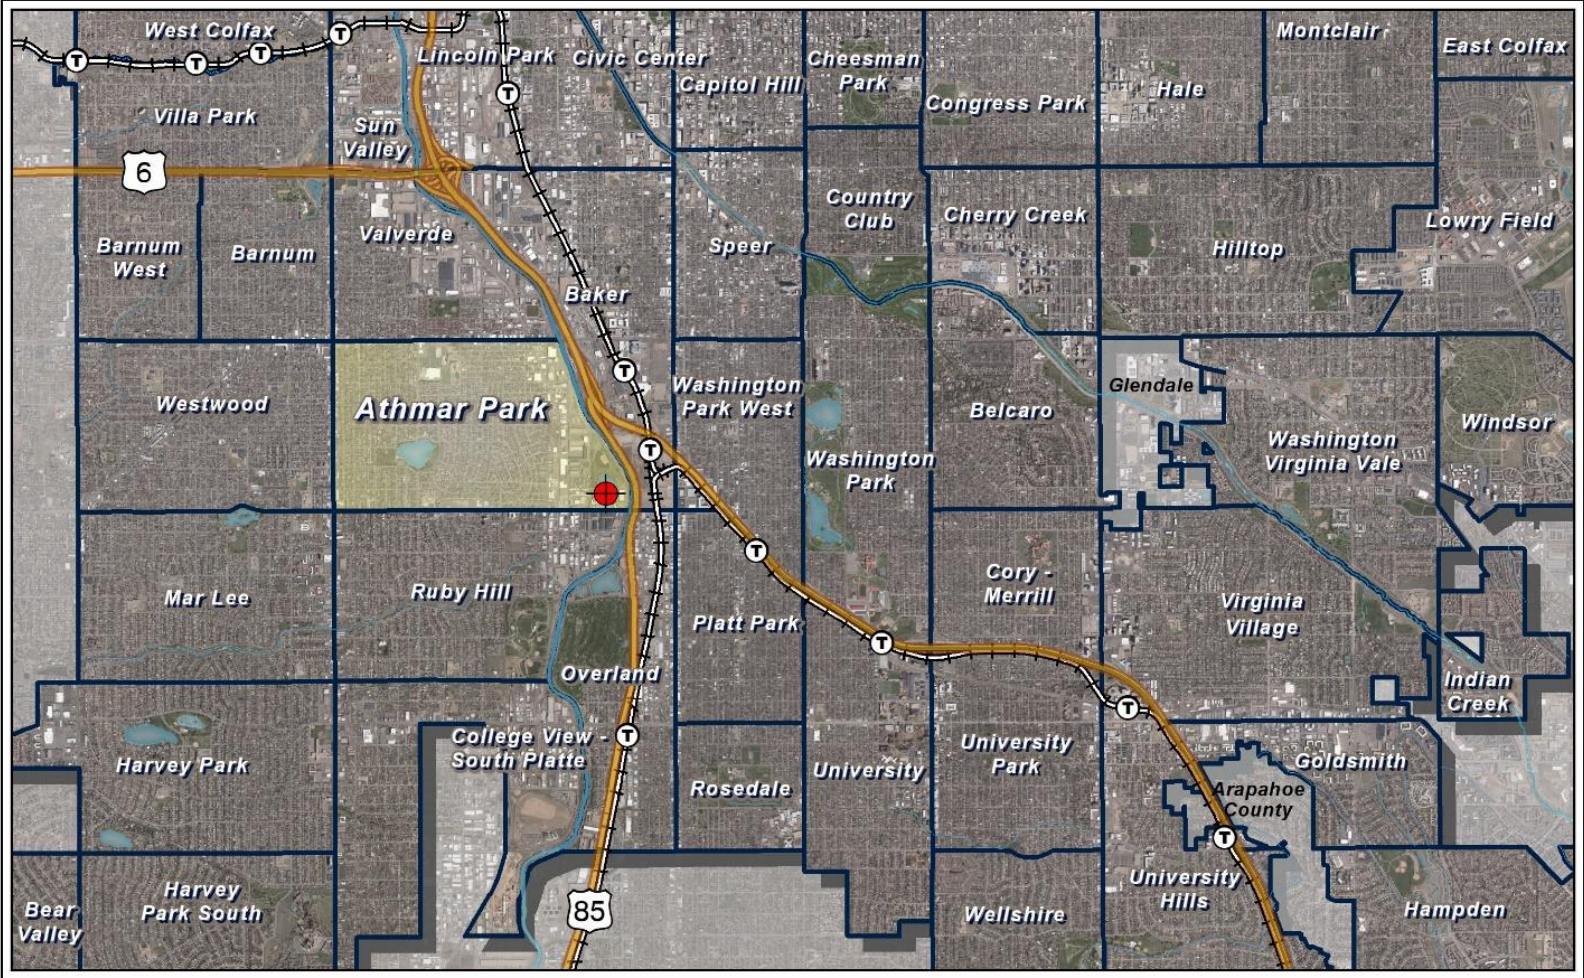 West Colfax
Lincoln Park
Civic Center
Capitol Hill
Cheesman
Park
Congress Park
Hale
Montclair
East Colfax
Villa Park
Sun
Valley
6
Barnum
West
Barnum
Valverde
Baker
Speer
Country
Club
Cherry Creek
Hilltop
Lowry Field
Westwood
Athmar Park
Washington
Park West
Washington
Park
Belcaro
Glendale
Washington
Virginia Vale
Windsor
Mar Lee
Ruby Hill
Overland
Platt Park
Cory -
Merrill
Virginia
Village
Indian
Creek
Harvey Park
College View -
South Platte
Rosedale
University
University
Park
Goldsmith
Arapahoe
County
Bear
Valley
Harvey
Park South
85
Wellshire
University
Hills
Hampden
T
T
T
T
T
T
T
T
T
T
T
T